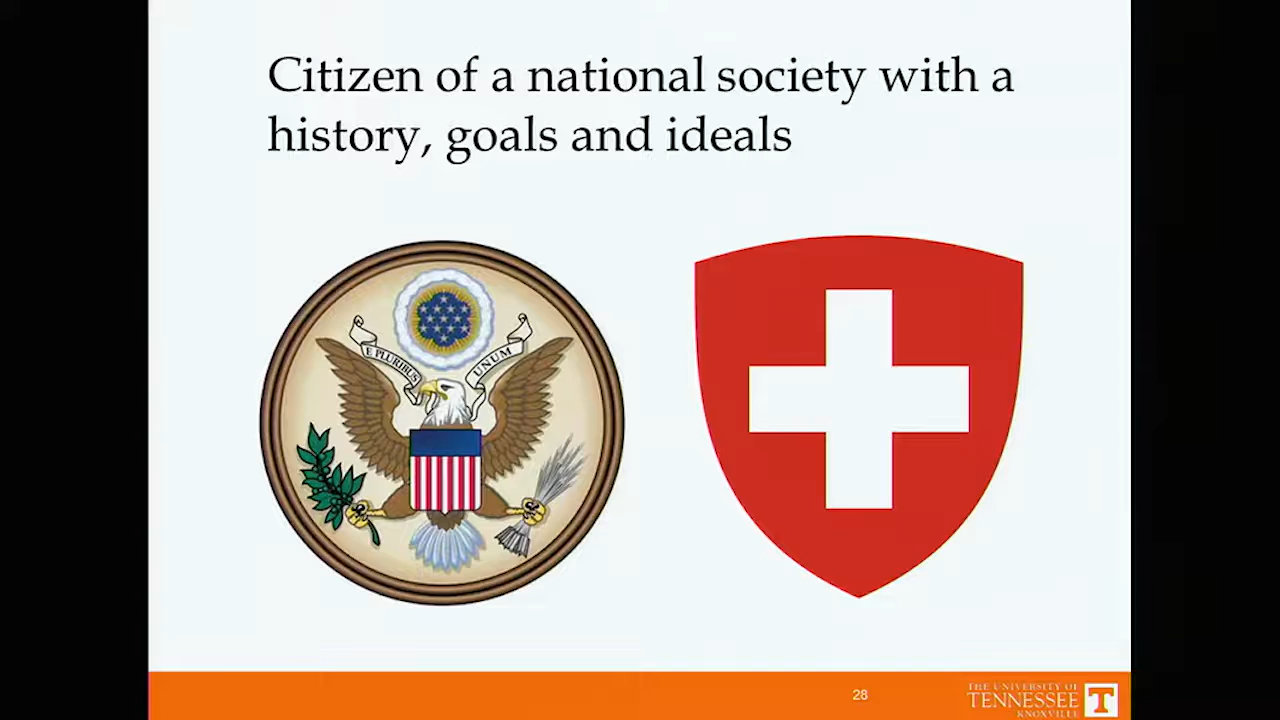 Citizen of a national society with a
history, goals and ideals
E PLURIBUS
UNUM
28
THE UNIVERSITY OF
TENNESSEE
KNOXVILLE
T